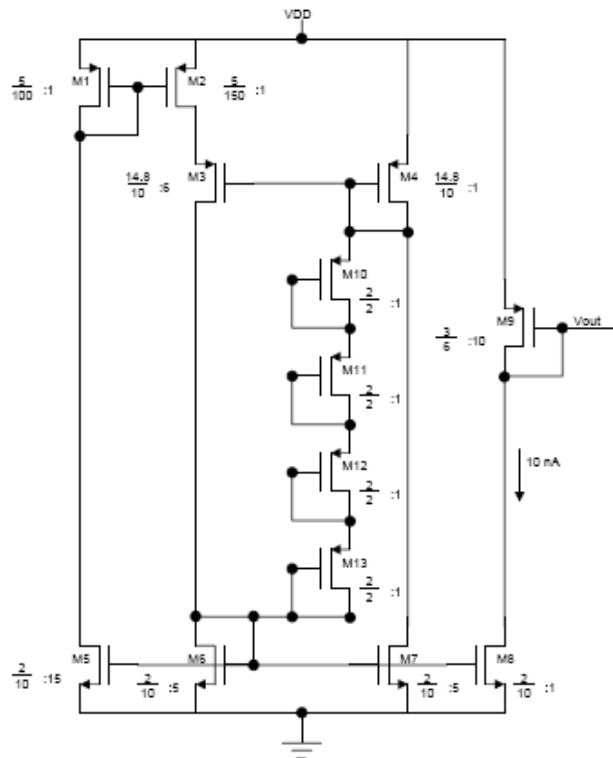 VDD
5/100 :1
M1
M2
5/150 :1
14.8/10 :6
M3
M4
14.8/10 :1
M10
2/2 :1
M9
Vout
3/6 :10
M11
2/2 :1
M12
2/2 :1
10 nA
M13
2/2 :1
2/10 :15
M5
2/10 :5
M6
M7
2/10 :5
M8
2/10 :1